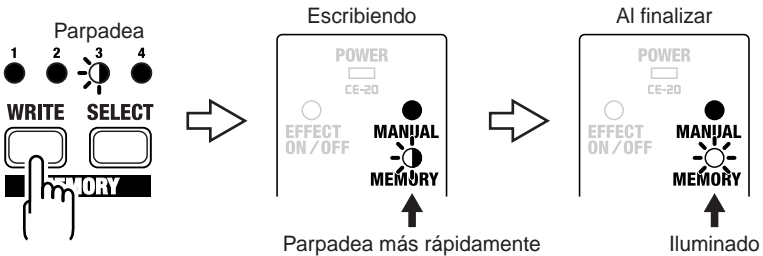 Parpadea
1 2 3 4
WRITE SELECT
MEMORY
Escribiendo
POWER
CE-20
EFFECT
ON/OFF
MANUAL
MEMORY
Parpadea más rápidamente
Al finalizar
POWER
CE-20
EFFECT
ON/OFF
MANUAL
MEMORY
Iluminado